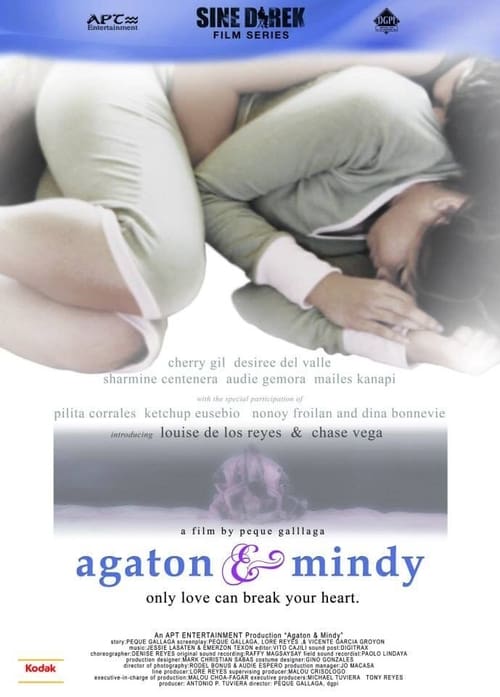 APT
Entertainment
SINE DIREK
FILM SERIES
DGPI
cherry gil desiree del valle
sharmine centenera audie gemora mailes kanapi
with the special participation of
pilita corrales ketchup eusebio nonoy froilan and dina bonnevie
introducing louise de los reyes & chase vega
a film by peque galllaga
agaton & mindy
only love can break your heart.
An APT ENTERTAINMENT Production "Agaton & Mindy"
story:PEQUE GALLAGA screenplay:PEQUE GALLAGA, LORE REYES .& VICENTE GARCIA GROYON
music:JESSIE LASATEN & EMERZON TEXON editor: VITO CAJILI sound post:DIGITRAX
choreographer:DENISE REYES original sound recording:RAFFY MAGSAYSAY field sound recordist:PAOLO LINDAYA
production designer:MARK CHRISTIAN SABAS costume designer:GINO GONZALES
director of photography:RODEL BONUS & AUDIE ESPERO production manager:JO MACASA
line producer:LORE REYES supervising producer:MALOU CRISOLOGO
executive-in-charge of production:MALOU CHOA-FAGAR executive producers:MICHAEL TUVIERA TONY REYES
producer: ANTONIO P. TUVIERA director: PEQUE GALLAGA, dgpi
Kodak